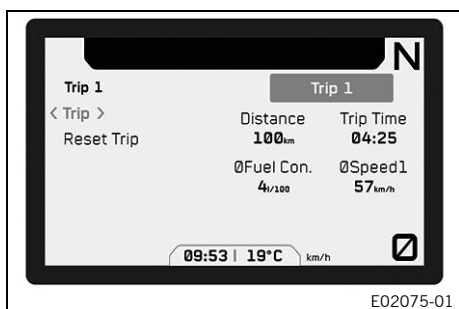 N
Trip 1 Trip 1
< Trip > Distance Trip Time
Reset Trip 100km 04:25
ØFuel Con. ØSpeed1
4l/100 57km/h
Ø
09:53 | 19°C km/h
E02075-01